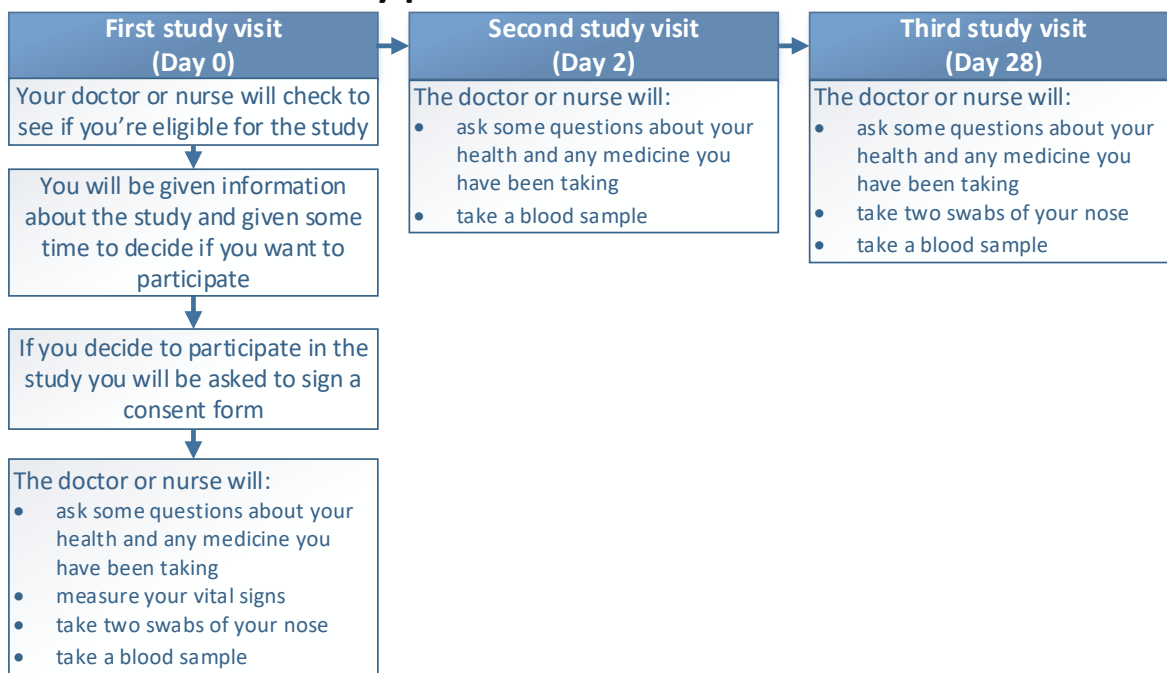 First study visit
(Day 0)
Your doctor or nurse will check to
see if you're eligible for the study
You will be given information
about the study and given some
time to decide if you want to
participate
If you decide to participate in the
study you will be asked to sign a
consent form
The doctor or nurse will:
• ask some questions about your
health and any medicine you
have been taking
• measure your vital signs
• take two swabs of your nose
• take a blood sample
Second study visit
(Day 2)
The doctor or nurse will:
• ask some questions about your
health and any medicine you
have been taking
• take a blood sample
Third study visit
(Day 28)
The doctor or nurse will:
• ask some questions about your
health and any medicine you
have been taking
• take two swabs of your nose
• take a blood sample